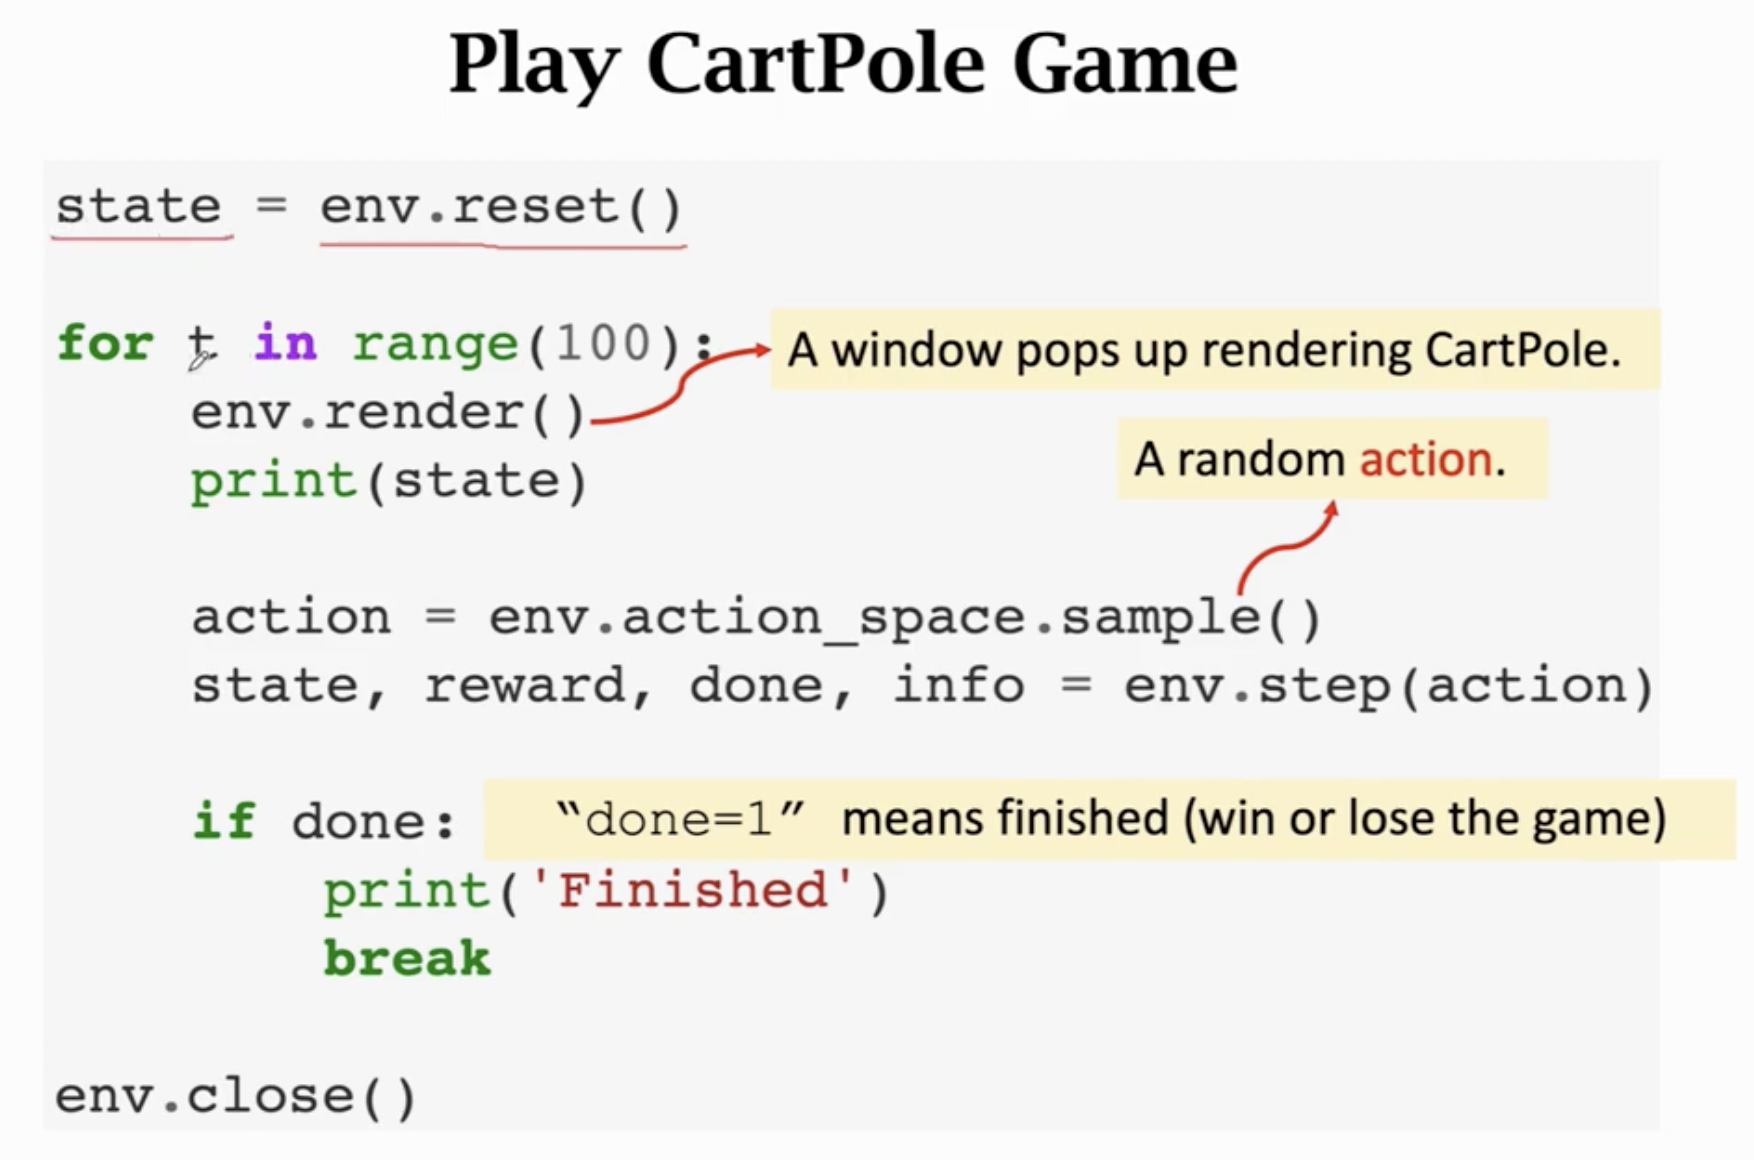 Play CartPole Game
state = env.reset()
for t in range(100):
A window pops up rendering CartPole.
env.render()
print(state)
A random action.
action = env.action_space.sample()
state, reward, done, info = env.step(action)
if done:
“done=1” means finished (win or lose the game)
print('Finished')
break
env.close()